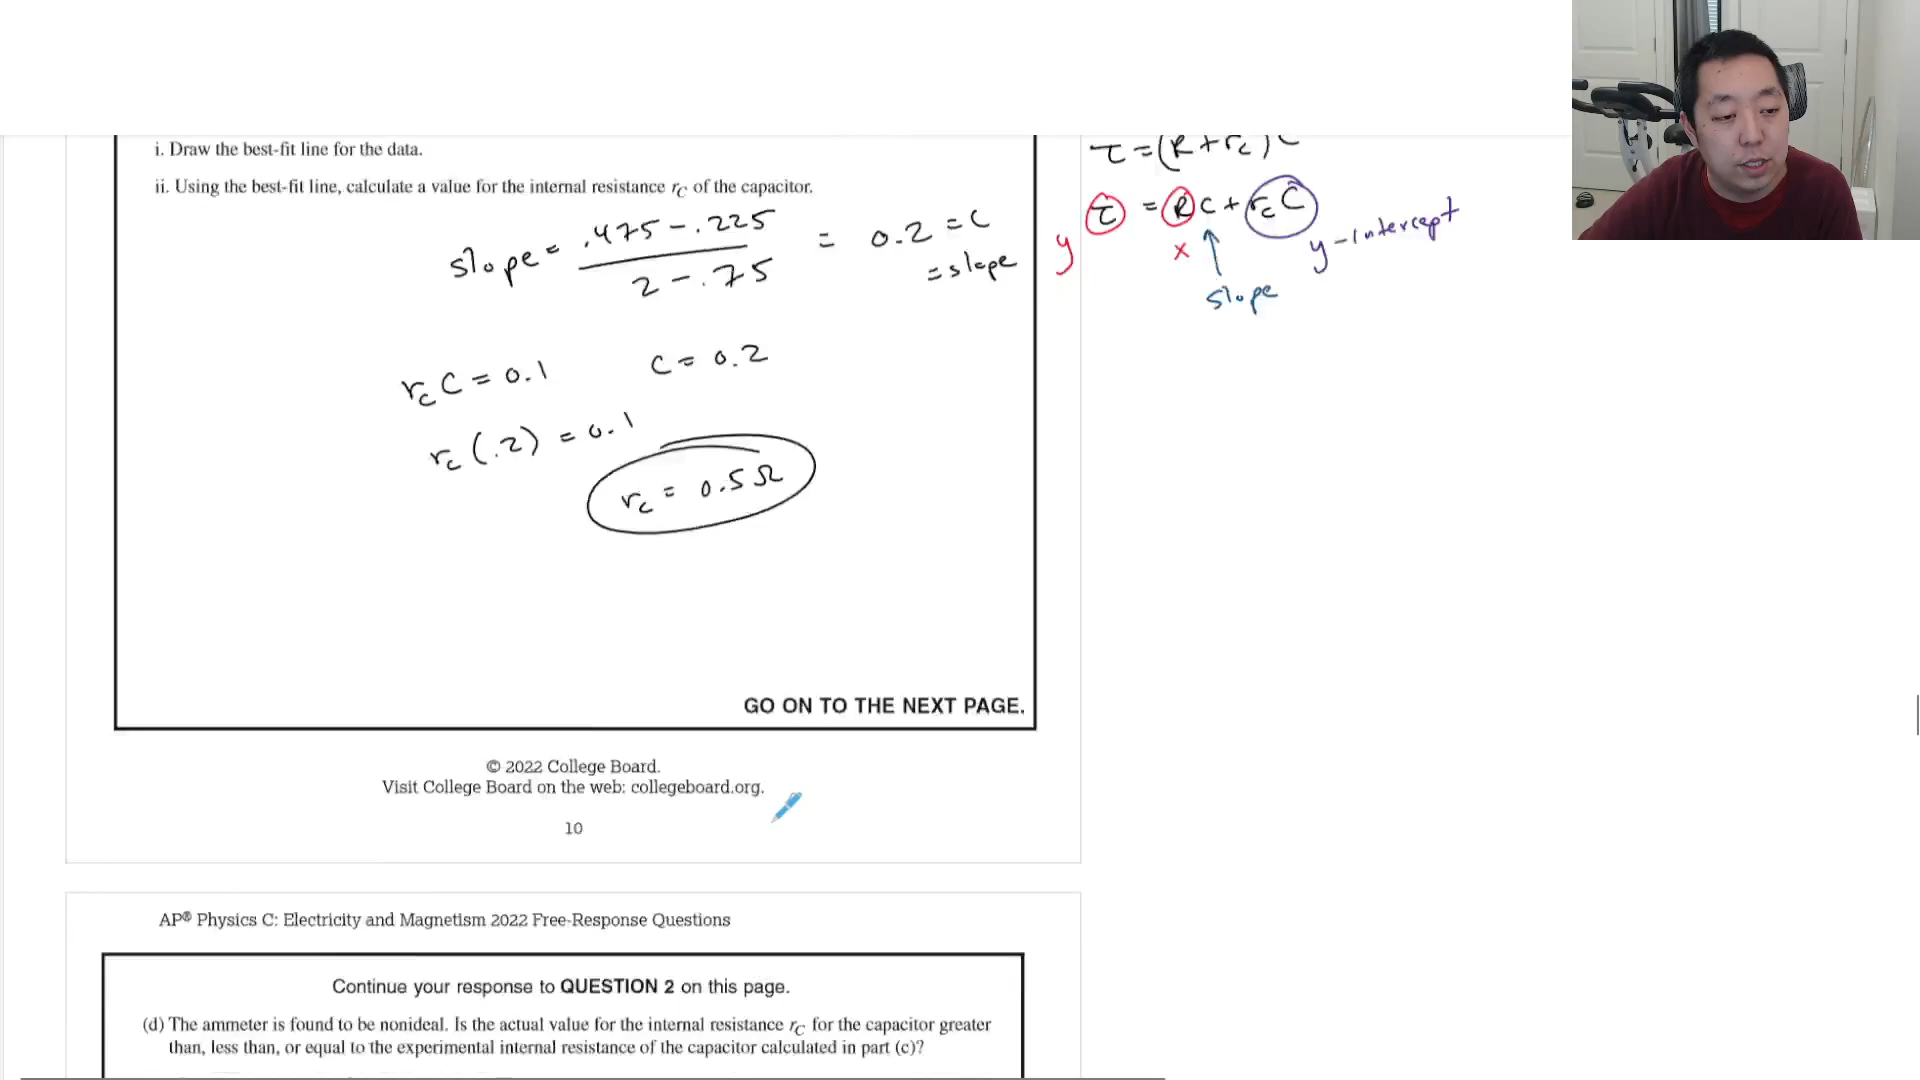 i. Draw the best-fit line for the data.
ii. Using the best-fit line, calculate a value for the internal resistance r_C of the capacitor.
slope = .475 - .225 / 2 - .75 = 0.2 = C
= slope
r_c C = 0.1 C = 0.2
r_c (.2) = 0.1
r_c = 0.5 Ω
GO ON TO THE NEXT PAGE.
© 2022 College Board.
Visit College Board on the web: collegeboard.org.
10
τ = (R + r_c) C
y τ = R C + r_c C
x y-intercept
slope
AP® Physics C: Electricity and Magnetism 2022 Free-Response Questions
Continue your response to QUESTION 2 on this page.
(d) The ammeter is found to be nonideal. Is the actual value for the internal resistance r_C for the capacitor greater
than, less than, or equal to the experimental internal resistance of the capacitor calculated in part (c)?